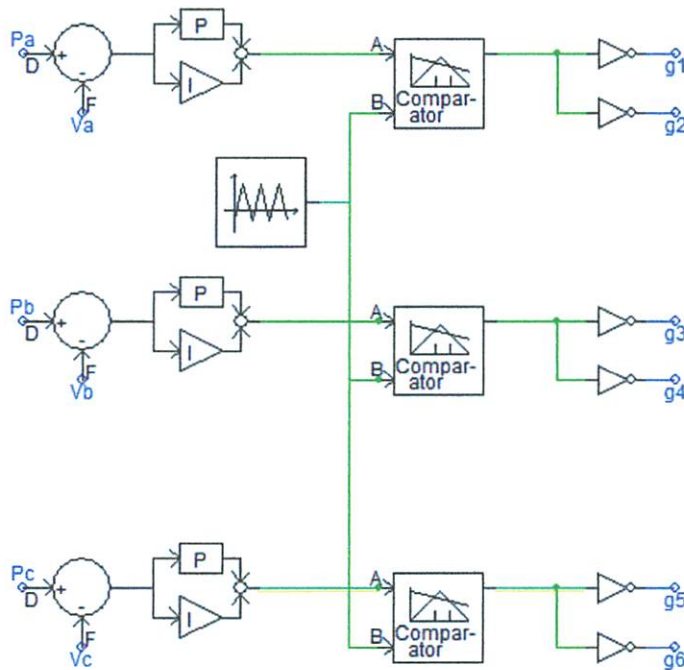 Pa
D
+
-
F
Va
P
I
A
B
Compar-
ator
g1
g2
Pb
D
+
-
F
Vb
P
I
A
B
Compar-
ator
g3
g4
Pc
D
+
-
F
Vc
P
I
A
B
Compar-
ator
g5
g6